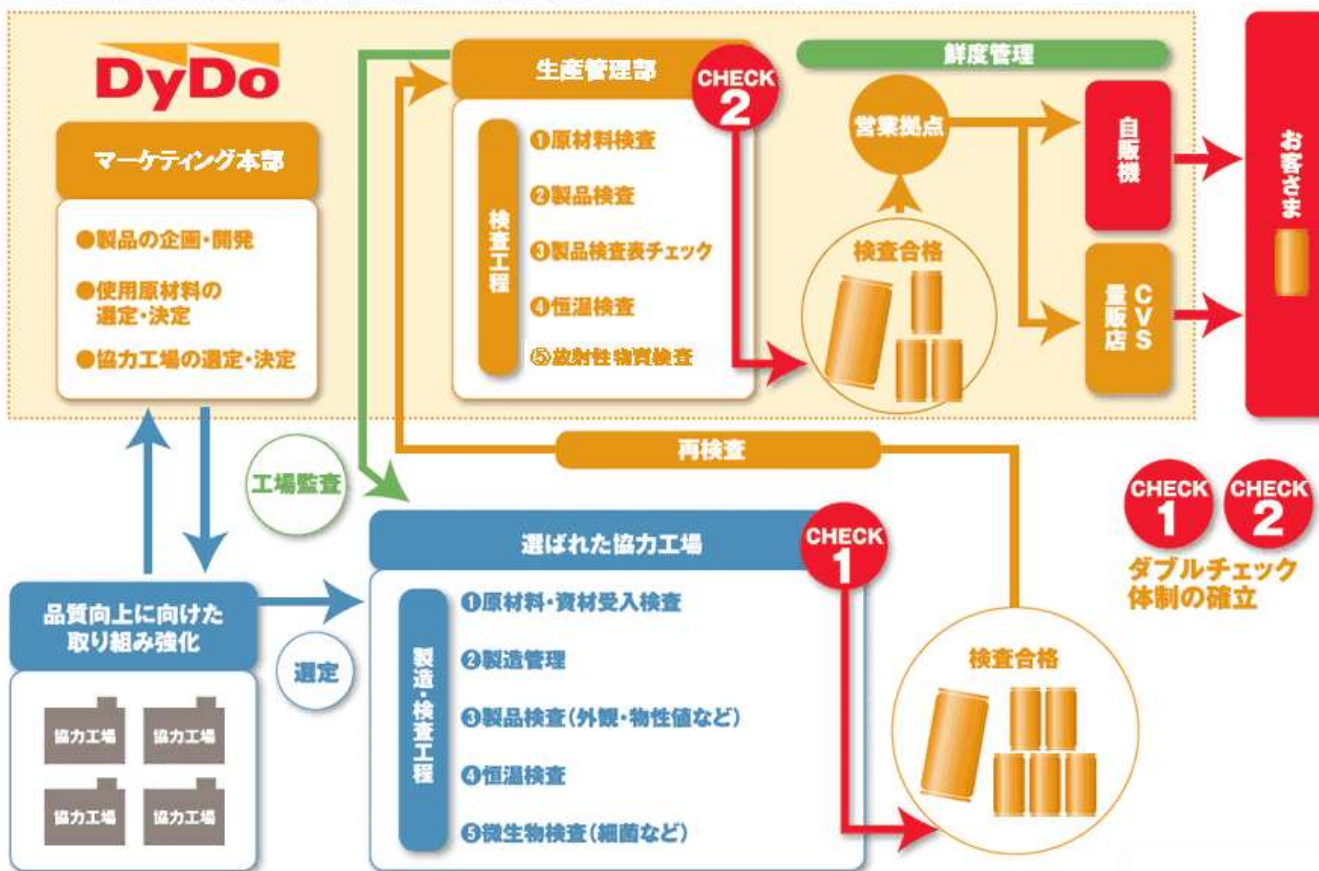 DyDo
マーケティング本部
●製品の企画・開発
●使用原材料の
選定・決定
●協力工場の選定・決定
生産管理部
CHECK
2
検査工程
❶原材料検査
❷製品検査
❸製品検査表チェック
❹恒温検査
⑤放射性物質検査
鮮度管理
営業拠点
検査合格
自販機
CVS
量販店
お客さま
再検査
工場監査
CHECK
1
CHECK
2
ダブルチェック
体制の確立
品質向上に向けた
取り組み強化
協力工場
協力工場
協力工場
協力工場
選定
選ばれた協力工場
CHECK
1
製造・検査工程
❶原材料・資材受入検査
❷製造管理
❸製品検査(外観・物性値など)
❹恒温検査
❺微生物検査(細菌など)
検査合格